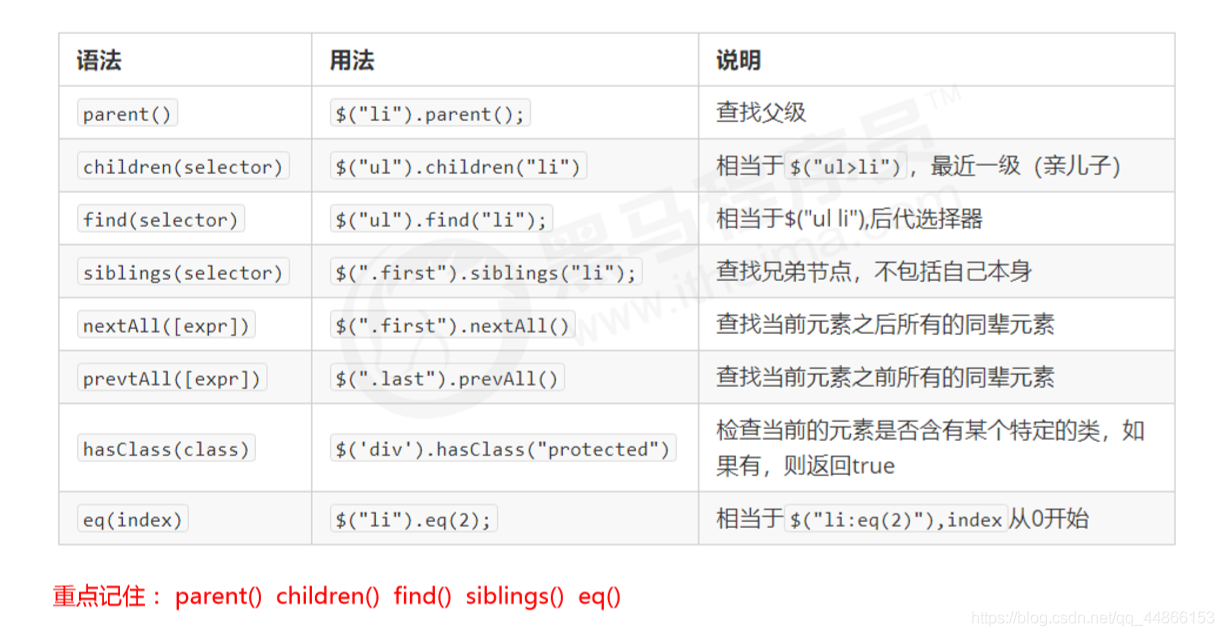 语法 用法 说明
parent() $("li").parent(); 查找父级
children(selector) $("ul").children("li") 相当于$("ul>li")，最近一级（亲儿子）
find(selector) $("ul").find("li"); 相当于$("ul li"),后代选择器
siblings(selector) $(".first").siblings("li"); 查找兄弟节点，不包括自己本身
nextAll([expr]) $(".first").nextAll() 查找当前元素之后所有的同辈元素
prevtAll([expr]) $(".last").prevAll() 查找当前元素之前所有的同辈元素
hasClass(class) $('div').hasClass("protected") 检查当前的元素是否含有某个特定的类，如
果有，则返回true
eq(index) $("li").eq(2); 相当于$("li:eq(2)"),index从0开始
黑马程序员™
www.itheima.com
重点记住： parent() children() find() siblings() eq()
https://blog.csdn.net/qq_44866153